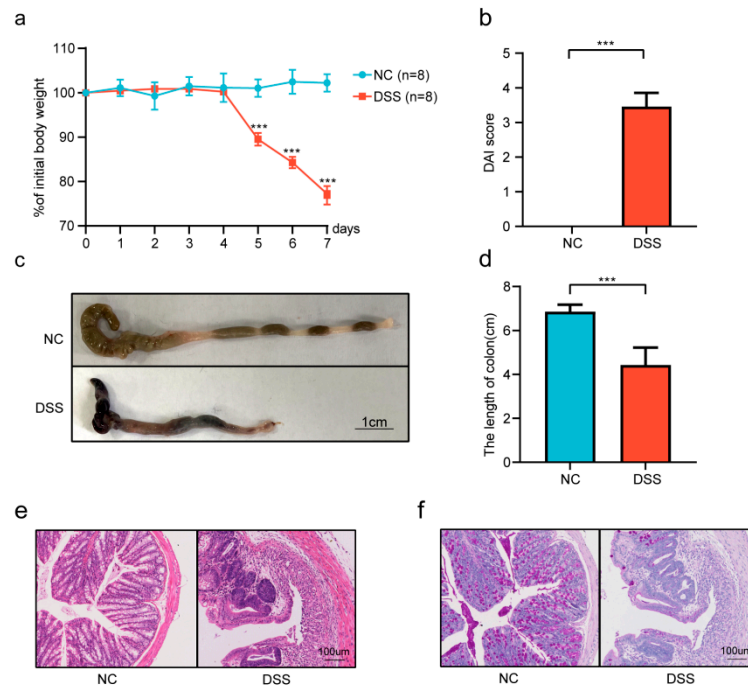 a
%of initial body weight
110
100
90
80
70
0 1 2 3 4 5 6 7 days
NC (n=8)
DSS (n=8)
***
***
***
b
DAI score
5
4
3
2
1
0
***
NC DSS
c
NC
DSS
1cm
d
The length of colon(cm)
8
6
4
2
0
***
NC DSS
e
100um
NC DSS
f
100um
NC DSS